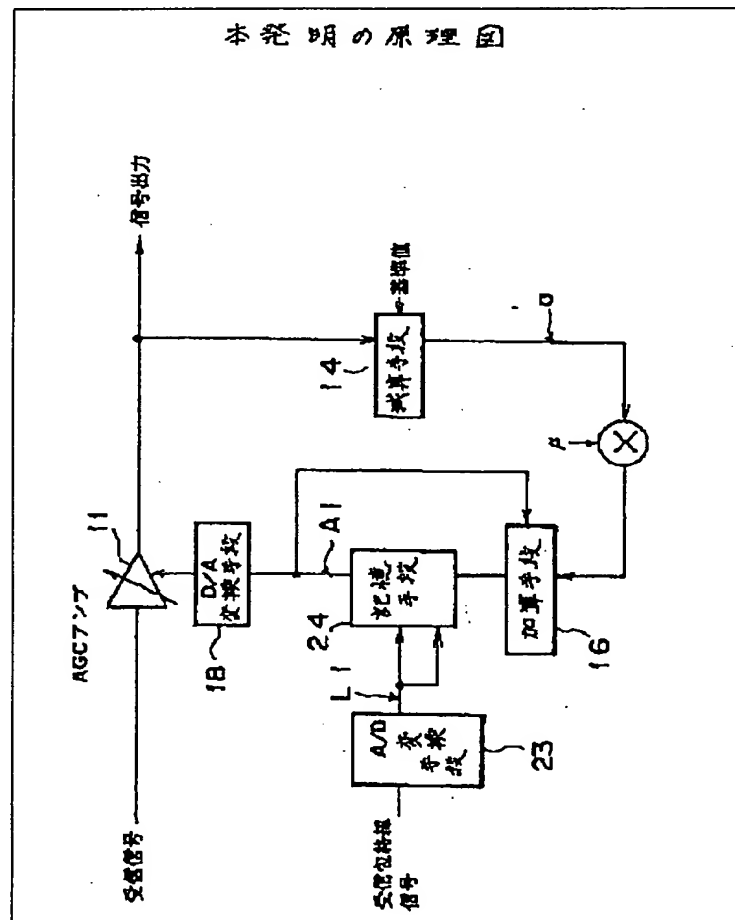 本発明の原理図
信号出力
基準値
14
減算手段
σ
μ
11
AGCアンプ
D/A
変換手段
18
A1
記憶
手段
24
加算手段
16
L1
A/D
変換
手段
23
受信信号
受信包絡線
信号